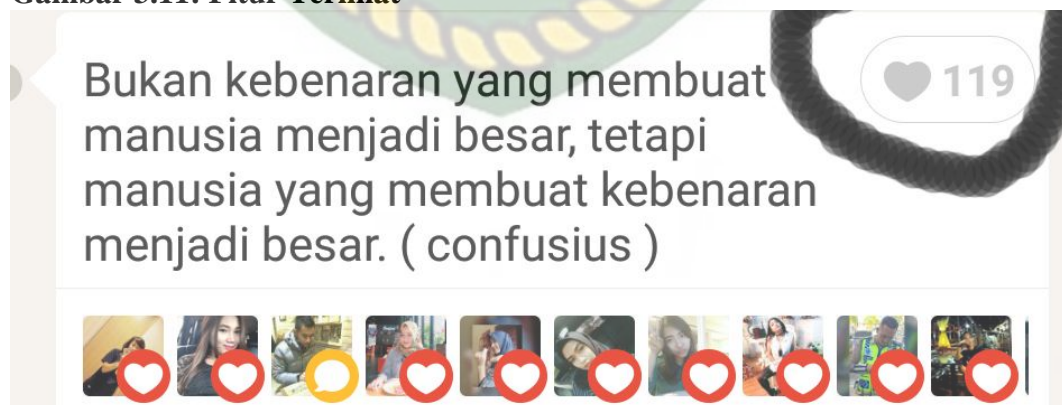 119
Bukan kebenaran yang membuat
manusia menjadi besar, tetapi
manusia yang membuat kebenaran
menjadi besar. ( confusius )